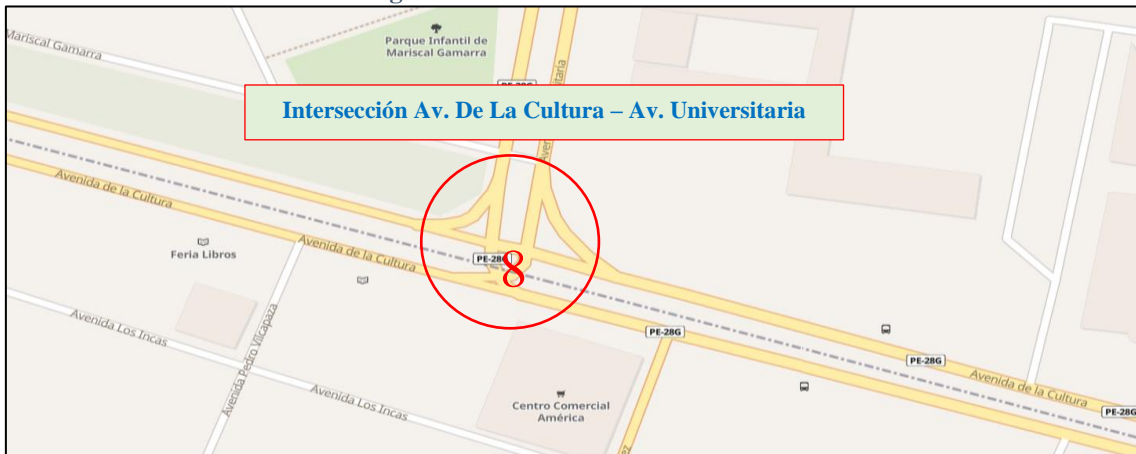 Mariscal Gamarra
Parque Infantil de
Mariscal Gamarra
Intersección Av. De La Cultura – Av. Universitaria
Avenida de la Cultura
Feria Libros
Avenida de la Cultura
PE-28G
8
Avenida Los Incas
Avenida Pedro Vilcapaza
Avenida Los Incas
Centro Comercial
América
PE-28G
PE-28G
Avenida de la Cultura
PE-28G